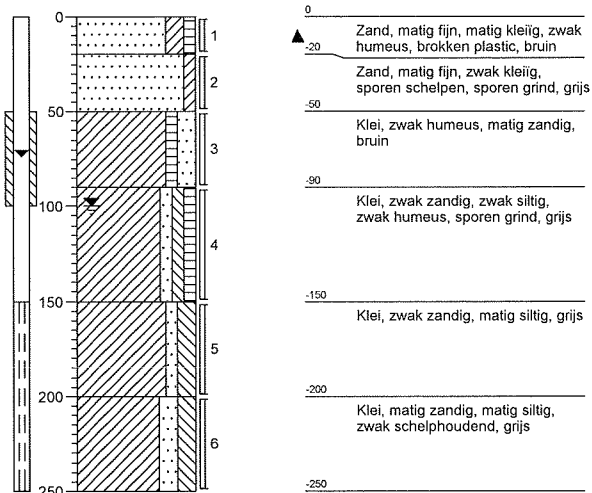 0
50
100
150
200
250
1
2
3
4
5
6
0
Zand, matig fijn, matig kleiïg, zwak
humeus, brokken plastic, bruin
-20
Zand, matig fijn, zwak kleiïg,
sporen schelpen, sporen grind, grijs
-50
Klei, zwak humeus, matig zandig,
bruin
-90
Klei, zwak zandig, zwak siltig,
zwak humeus, sporen grind, grijs
-150
Klei, zwak zandig, matig siltig, grijs
-200
Klei, matig zandig, matig siltig,
zwak schelphoudend, grijs
-250